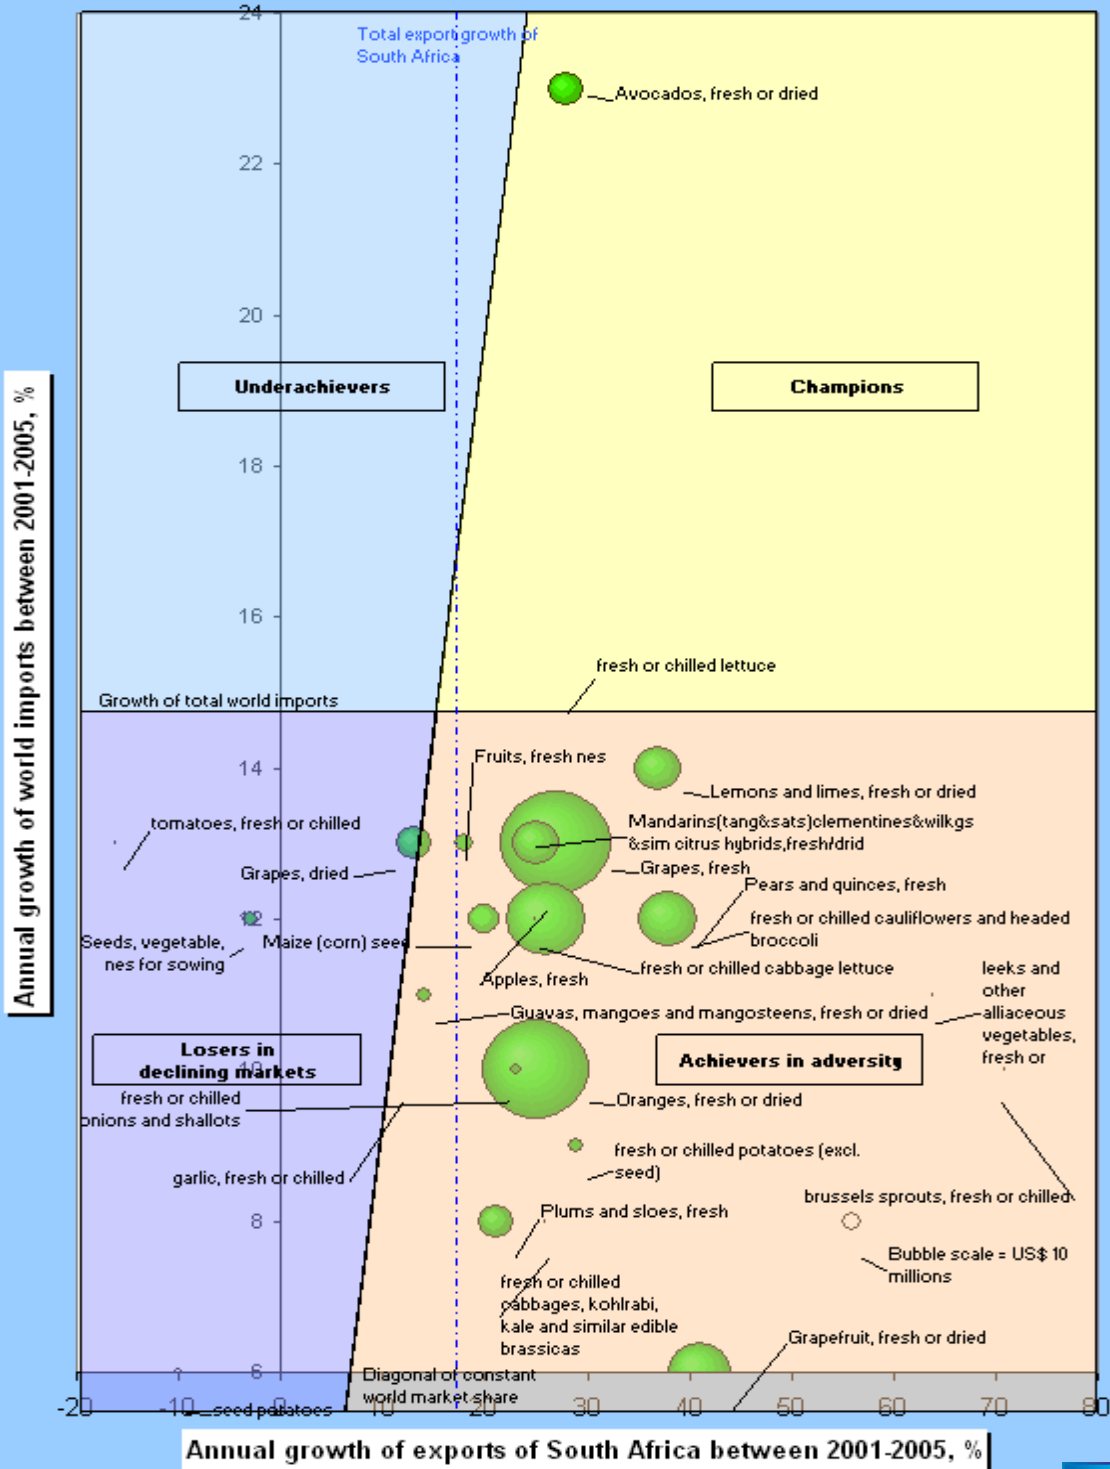 24
Total export growth of
South Africa
Avocados, fresh or dried
22
20
Underachievers
Champions
18
16
fresh or chilled lettuce
Growth of total world imports
Fruits, fresh nes
14
Lemons and limes, fresh or dried
tomatoes, fresh or chilled
Mandarins(tang&sats)clementines&wilkgs
&sim citrus hybrids,fresh/drid
Grapes, dried
Grapes, fresh
Pears and quinces, fresh
12
fresh or chilled cauliflowers and headed
broccoli
Seeds, vegetable,
nes for sowing
Maize (corn) seed
fresh or chilled cabbage lettuce
Apples, fresh
leeks and
other
alliaceous
vegetables,
fresh or
Guavas, mangoes and mangosteens, fresh or dried
Losers in
declining markets
10
Achievers in adversity
fresh or chilled
onions and shallots
Oranges, fresh or dried
fresh or chilled potatoes (excl.
seed)
garlic, fresh or chilled
brussels sprouts, fresh or chilled
Plums and sloes, fresh
8
Bubble scale = US$ 10
millions
fresh or chilled
cabbages, kohlrabi,
kale and similar edible
brassicas
Grapefruit, fresh or dried
6
Diagonal of constant
world market share
-20 -10 0 10 20 30 40 50 60 70 80
seed potatoes
Annual growth of world imports between 2001-2005, %
Annual growth of exports of South Africa between 2001-2005, %